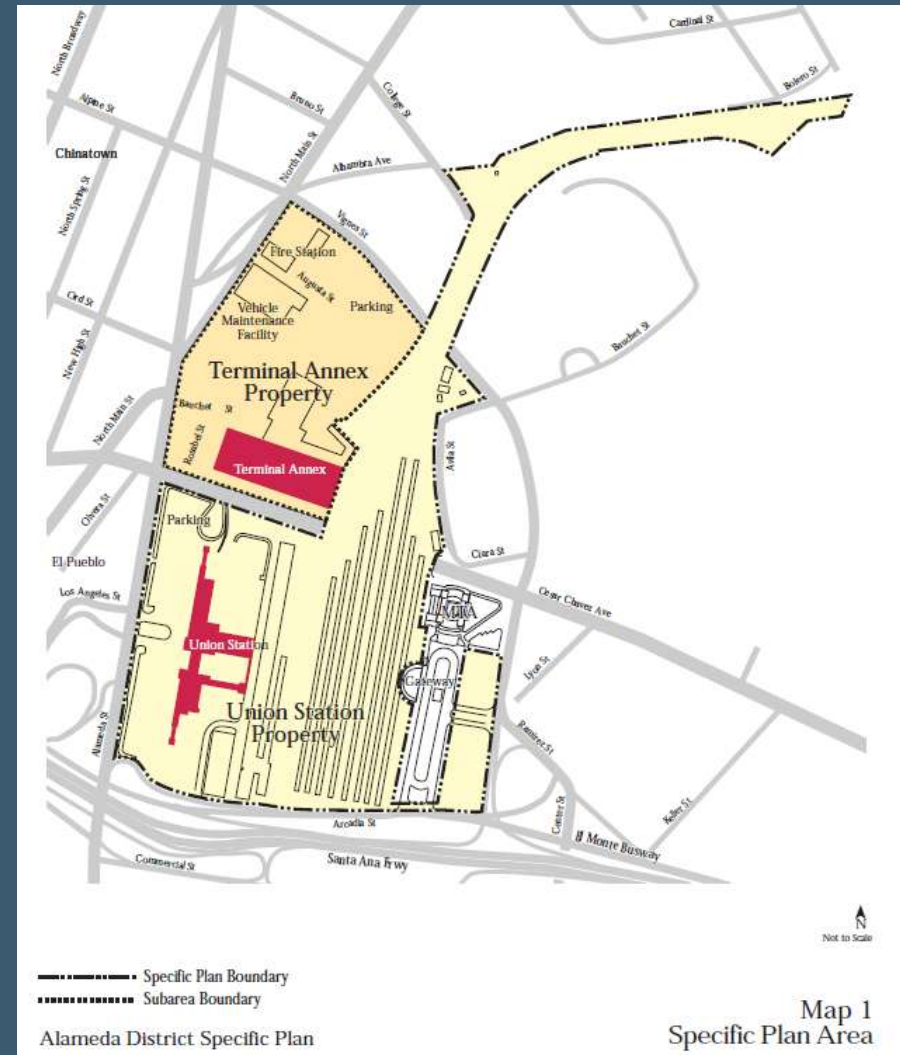 North Broadway
Cardinal St
Bolero St
College St
Alpine St
Bruno St
North Main St
Chinatown
Alhambra Ave
North Spring St
Vignes St
Fire Station
Augusta St
Parking
Vehicle
Maintenance
Facility
Ord St
New High St
Bauchet St
Terminal Annex
Property
Bauchet St
North Main St
Rosabel St
Avila St
Terminal Annex
Olvera St
Parking
Clara St
El Pueblo
Cesar Chavez Ave
Los Angeles St
MTA
Union Station
Lyon St
Gateway
Union Station
Property
Alameda St
Ramirez St
Keller St
Center St
Arcadia St
El Monte Busway
Commercial St
Santa Ana Frwy
N
Not to Scale
Specific Plan Boundary
Subarea Boundary
Map 1
Alameda District Specific Plan
Specific Plan Area